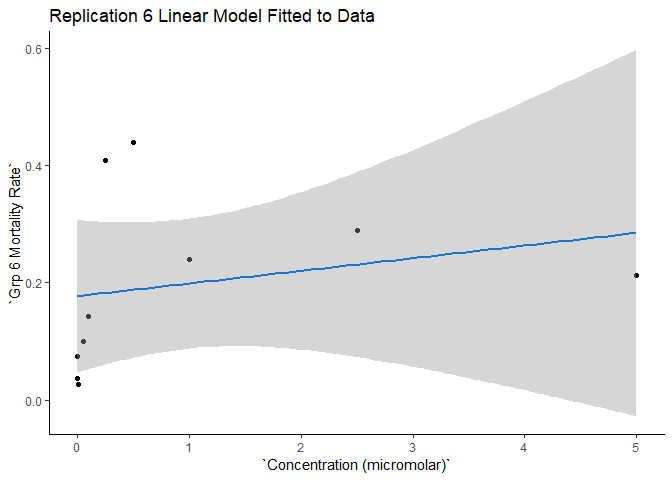 Replication 6 Linear Model Fitted to Data
0.6
0.4
0.2
0.0
`Grp 6 Mortality Rate`
0 1 2 3 4 5
`Concentration (micromolar)`